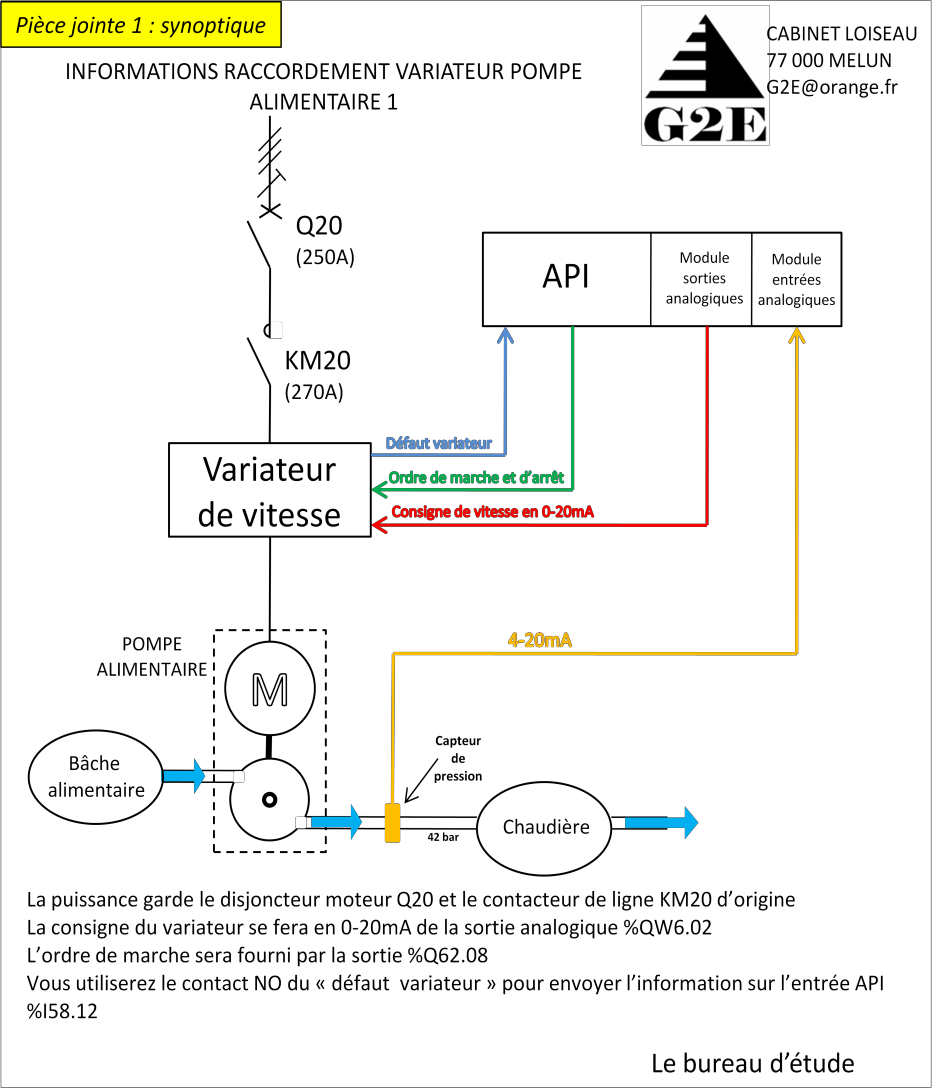 Pièce jointe 1 : synoptique
INFORMATIONS RACCORDEMENT VARIATEUR POMPE
ALIMENTAIRE 1
G2E
CABINET LOISEAU
77 000 MELUN
G2E@orange.fr
Q20
(250A)
KM20
(270A)
API
Module
sorties
analogiques
Module
entrées
analogiques
Défaut variateur
Ordre de marche et d’arrêt
Consigne de vitesse en 0-20mA
Variateur
de vitesse
4-20mA
POMPE
ALIMENTAIRE
M
Bâche
alimentaire
Capteur
de
pression
42 bar
Chaudière
La puissance garde le disjoncteur moteur Q20 et le contacteur de ligne KM20 d’origine
La consigne du variateur se fera en 0-20mA de la sortie analogique %QW6.02
L’ordre de marche sera fourni par la sortie %Q62.08
Vous utiliserez le contact NO du « défaut  variateur » pour envoyer l’information sur l’entrée API
%I58.12
Le bureau d’étude